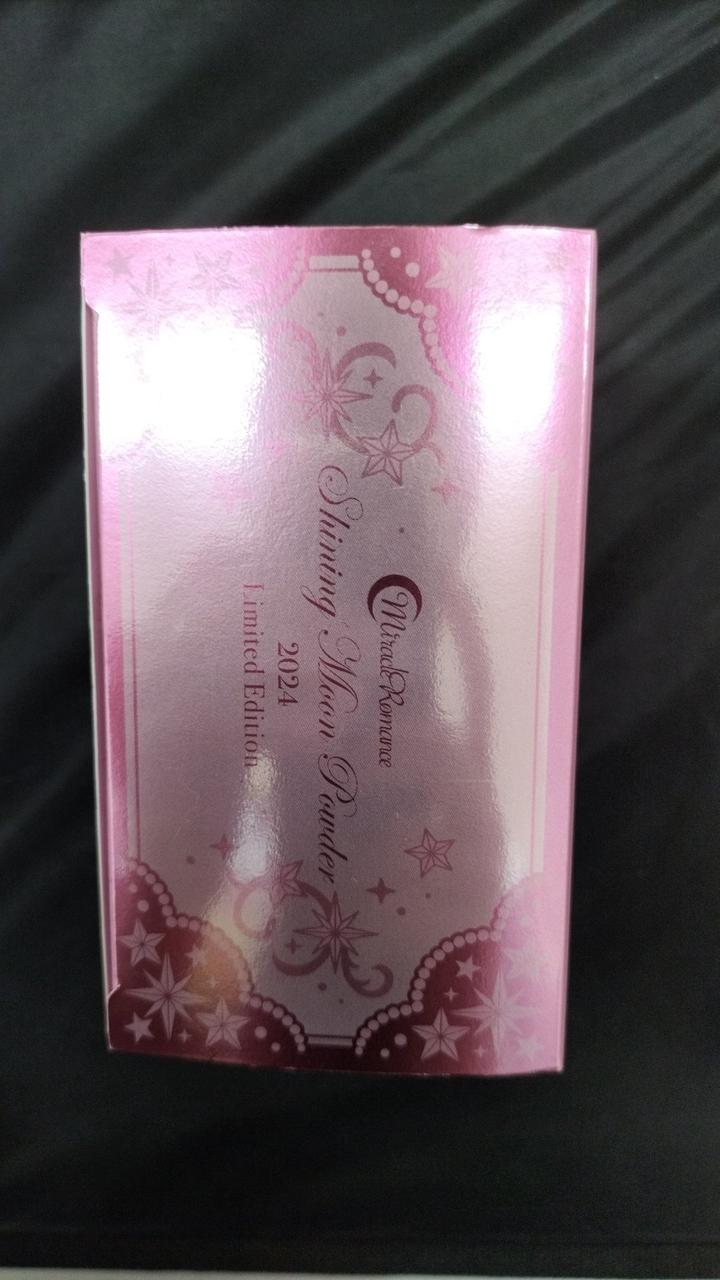 Miracle Romance
Shining Moon Powder
2024
Limited Edition